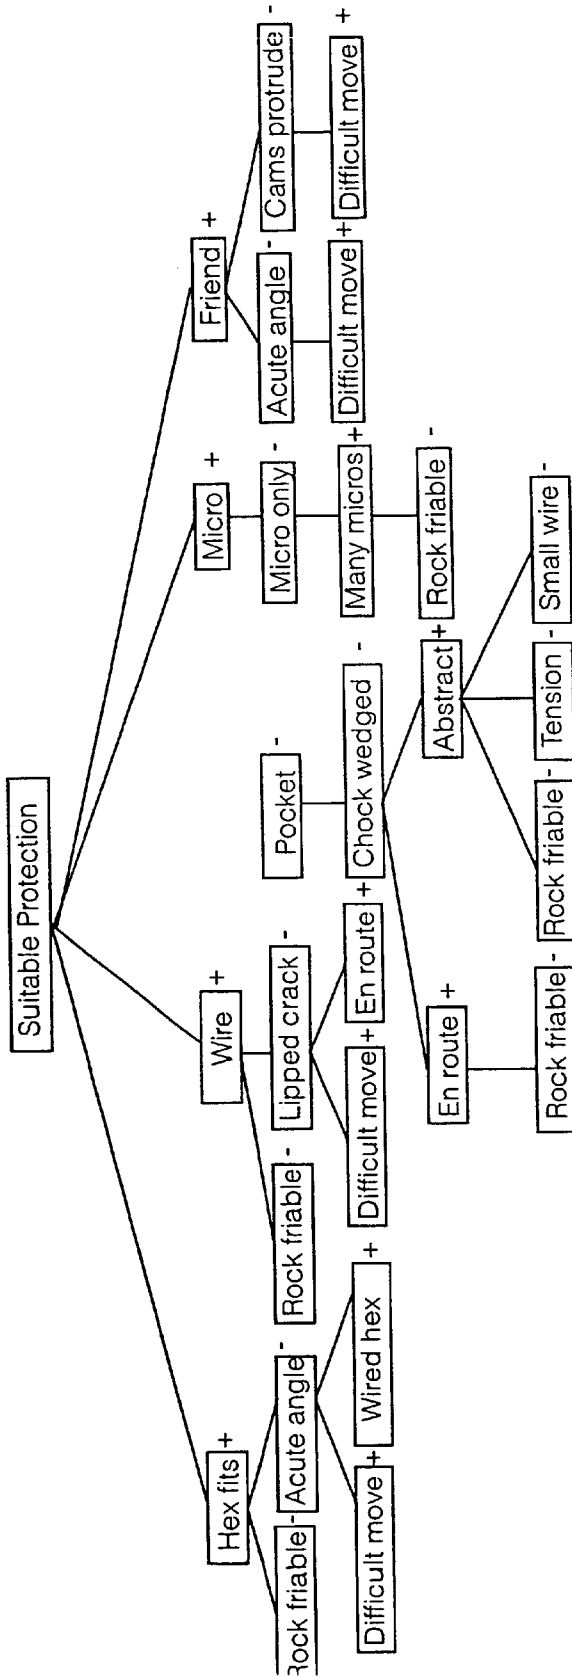 Suitable Protection
Hex fits +
Wire +
Micro +
Friend +
Rock friable -
Acute angle -
Rock friable -
Lipped crack -
Pocket -
Micro only -
Acute angle -
Cams protrude -
Difficult move +
Wired hex +
Difficult move +
En route +
Chock wedged -
Many micros +
Difficult move +
Difficult move +
En route +
Abstract +
Rock friable -
Rock friable -
Rock friable -
Tension -
Small wire -